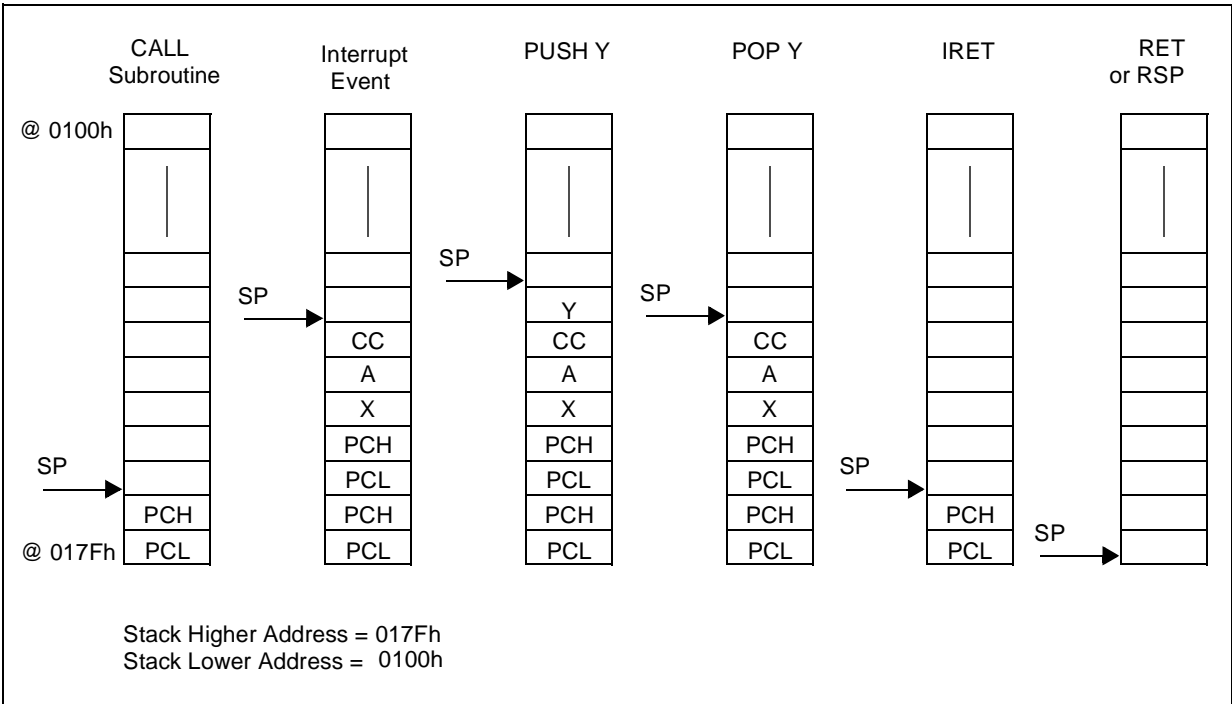 CALL
Subroutine
Interrupt
Event
PUSH Y
POP Y
IRET
RET
or RSP
@ 0100h
SP
SP
SP
Y
CC
CC
CC
A
A
A
X
X
X
PCH
PCH
PCH
SP
SP
PCL
PCL
PCL
PCH
PCH
PCH
PCH
PCH
SP
@ 017Fh
PCL
PCL
PCL
PCL
PCL
Stack Higher Address = 017Fh
Stack Lower Address = 0100h